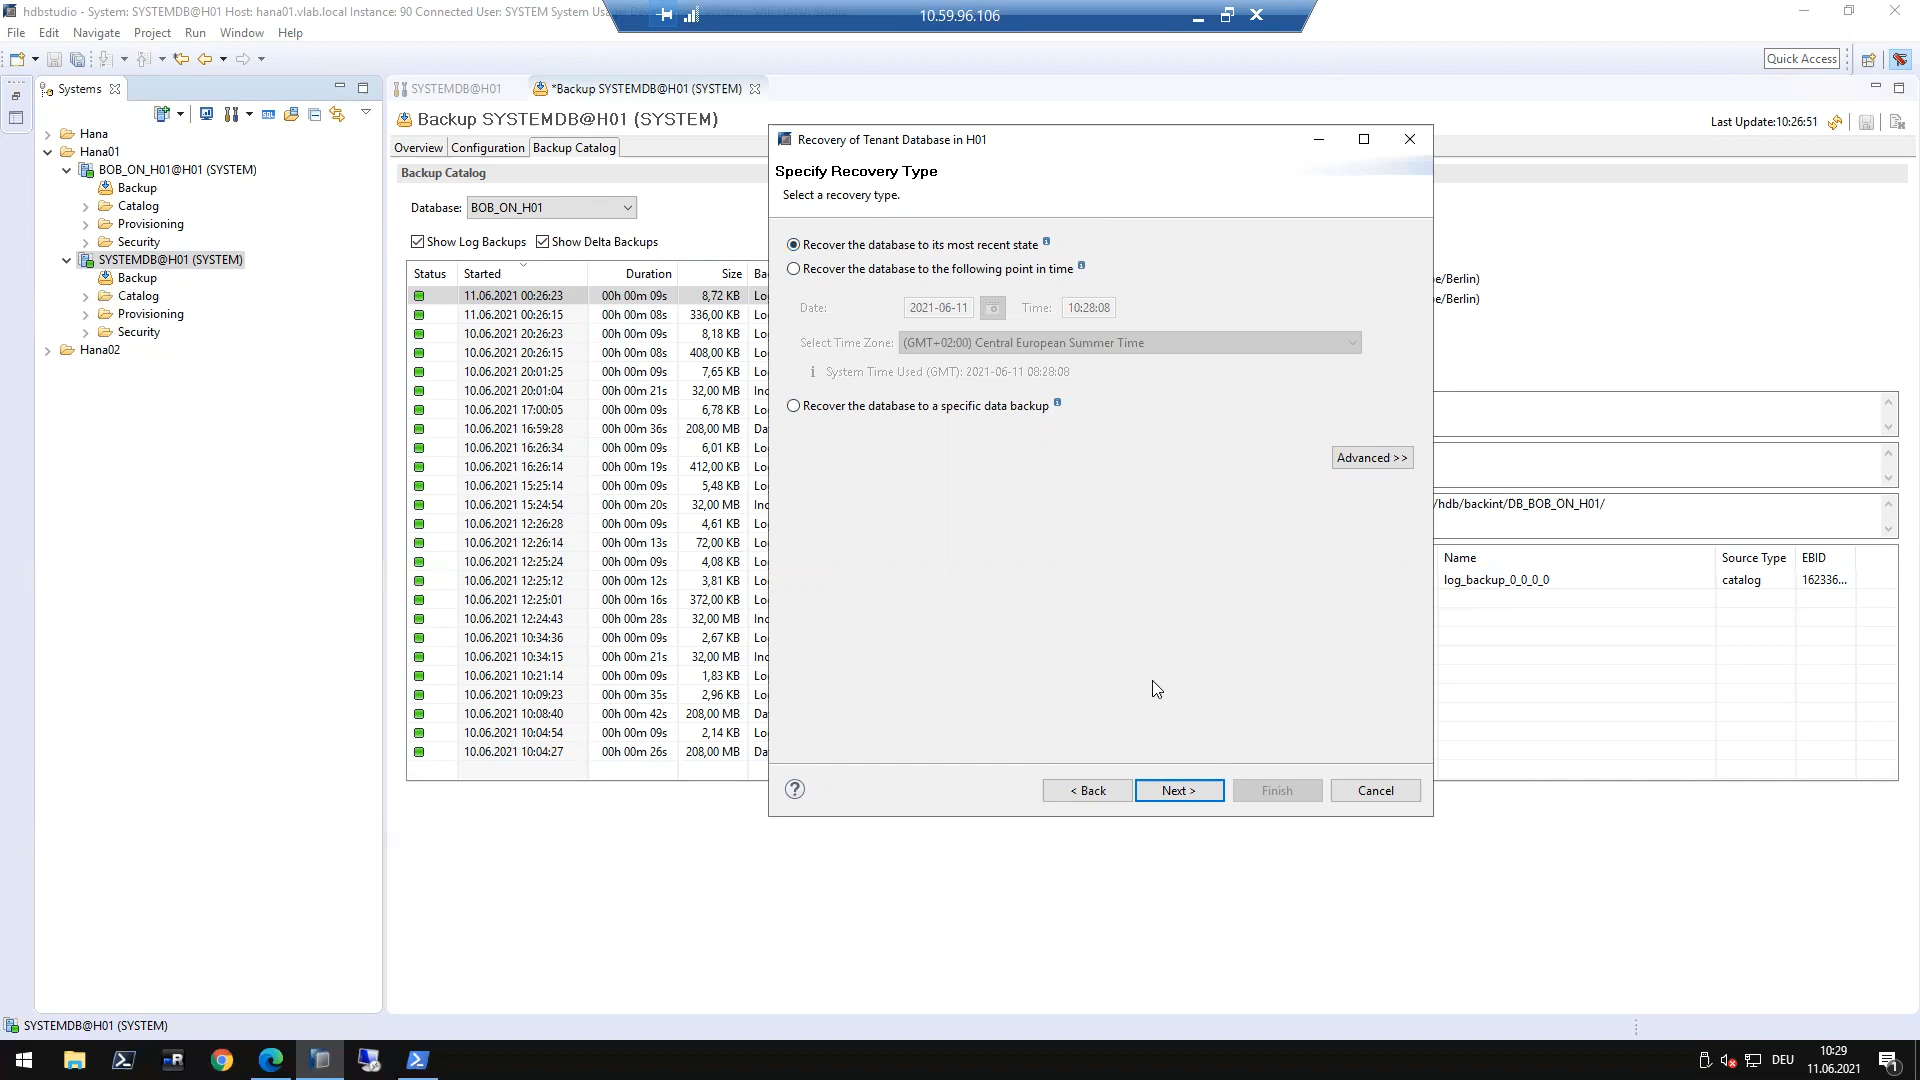 hdbstudio - System: SYSTEMDB@H01 Host: hana01.vlab.local Instance: 90 Connected User: SYSTEM System Usage
10.59.96.106
File Edit Navigate Project Run Window Help
Quick Access
Systems
SYSTEMDB@H01
*Backup SYSTEMDB@H01 (SYSTEM)
Backup SYSTEMDB@H01 (SYSTEM)
Last Update:10:26:51
Overview Configuration Backup Catalog
Backup Catalog
Database: BOB_ON_H01
Show Log Backups Show Delta Backups
Hana
Hana01
BOB_ON_H01@H01 (SYSTEM)
Backup
Catalog
Provisioning
Security
SYSTEMDB@H01 (SYSTEM)
Backup
Catalog
Provisioning
Security
Hana02
Status Started Duration Size Ba
11.06.2021 00:26:23 00h 00m 09s 8,72 KB Lo
11.06.2021 00:26:15 00h 00m 08s 336,00 KB Lo
10.06.2021 20:26:23 00h 00m 09s 8,18 KB Lo
10.06.2021 20:26:15 00h 00m 08s 408,00 KB Lo
10.06.2021 20:01:25 00h 00m 09s 7,65 KB Lo
10.06.2021 20:01:04 00h 00m 21s 32,00 MB Inc
10.06.2021 17:00:05 00h 00m 09s 6,78 KB Lo
10.06.2021 16:59:28 00h 00m 36s 208,00 MB Da
10.06.2021 16:26:34 00h 00m 09s 6,01 KB Lo
10.06.2021 16:26:14 00h 00m 19s 412,00 KB Lo
10.06.2021 15:25:14 00h 00m 09s 5,48 KB Lo
10.06.2021 15:24:54 00h 00m 20s 32,00 MB Inc
10.06.2021 12:26:28 00h 00m 09s 4,61 KB Lo
10.06.2021 12:26:14 00h 00m 13s 72,00 KB Lo
10.06.2021 12:25:24 00h 00m 09s 4,08 KB Lo
10.06.2021 12:25:12 00h 00m 12s 3,81 KB Lo
10.06.2021 12:25:01 00h 00m 16s 372,00 KB Lo
10.06.2021 12:24:43 00h 00m 28s 32,00 MB Inc
10.06.2021 10:34:36 00h 00m 09s 2,67 KB Lo
10.06.2021 10:34:15 00h 00m 21s 32,00 MB Inc
10.06.2021 10:21:14 00h 00m 09s 1,83 KB Lo
10.06.2021 10:09:23 00h 00m 35s 2,96 KB Lo
10.06.2021 10:08:40 00h 00m 42s 208,00 MB Da
10.06.2021 10:04:54 00h 00m 09s 2,14 KB Lo
10.06.2021 10:04:27 00h 00m 26s 208,00 MB Da
Recovery of Tenant Database in H01
Specify Recovery Type
Select a recovery type.
Recover the database to its most recent state
Recover the database to the following point in time
Date: 2021-06-11 Time: 10:28:08
Select Time Zone: (GMT+02:00) Central European Summer Time
System Time Used (GMT): 2021-06-11 08:28:08
Recover the database to a specific data backup
Advanced >>
< Back Next > Finish Cancel
e/Berlin)
e/Berlin)
/hdb/backint/DB_BOB_ON_H01/
Name Source Type EBID
log_backup_0_0_0_0 catalog 162336...
SYSTEMDB@H01 (SYSTEM)
DEU
10:29
11.06.2021
1